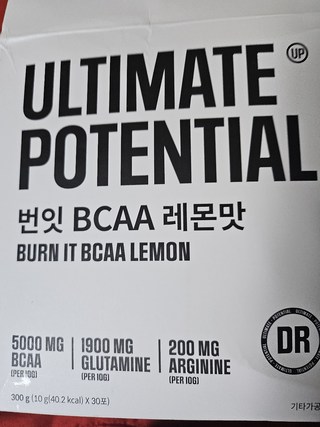 UP
ULTIMATE
POTENTIAL
번잇 BCAA 레몬맛
BURN IT BCAA LEMON
5000 MG
BCAA
(PER 10G)
1900 MG
GLUTAMINE
(PER 10G)
200 MG
ARGININE
(PER 10G)
DR
300 g (10 g(40.2 kcal) X 30포)
기타가공